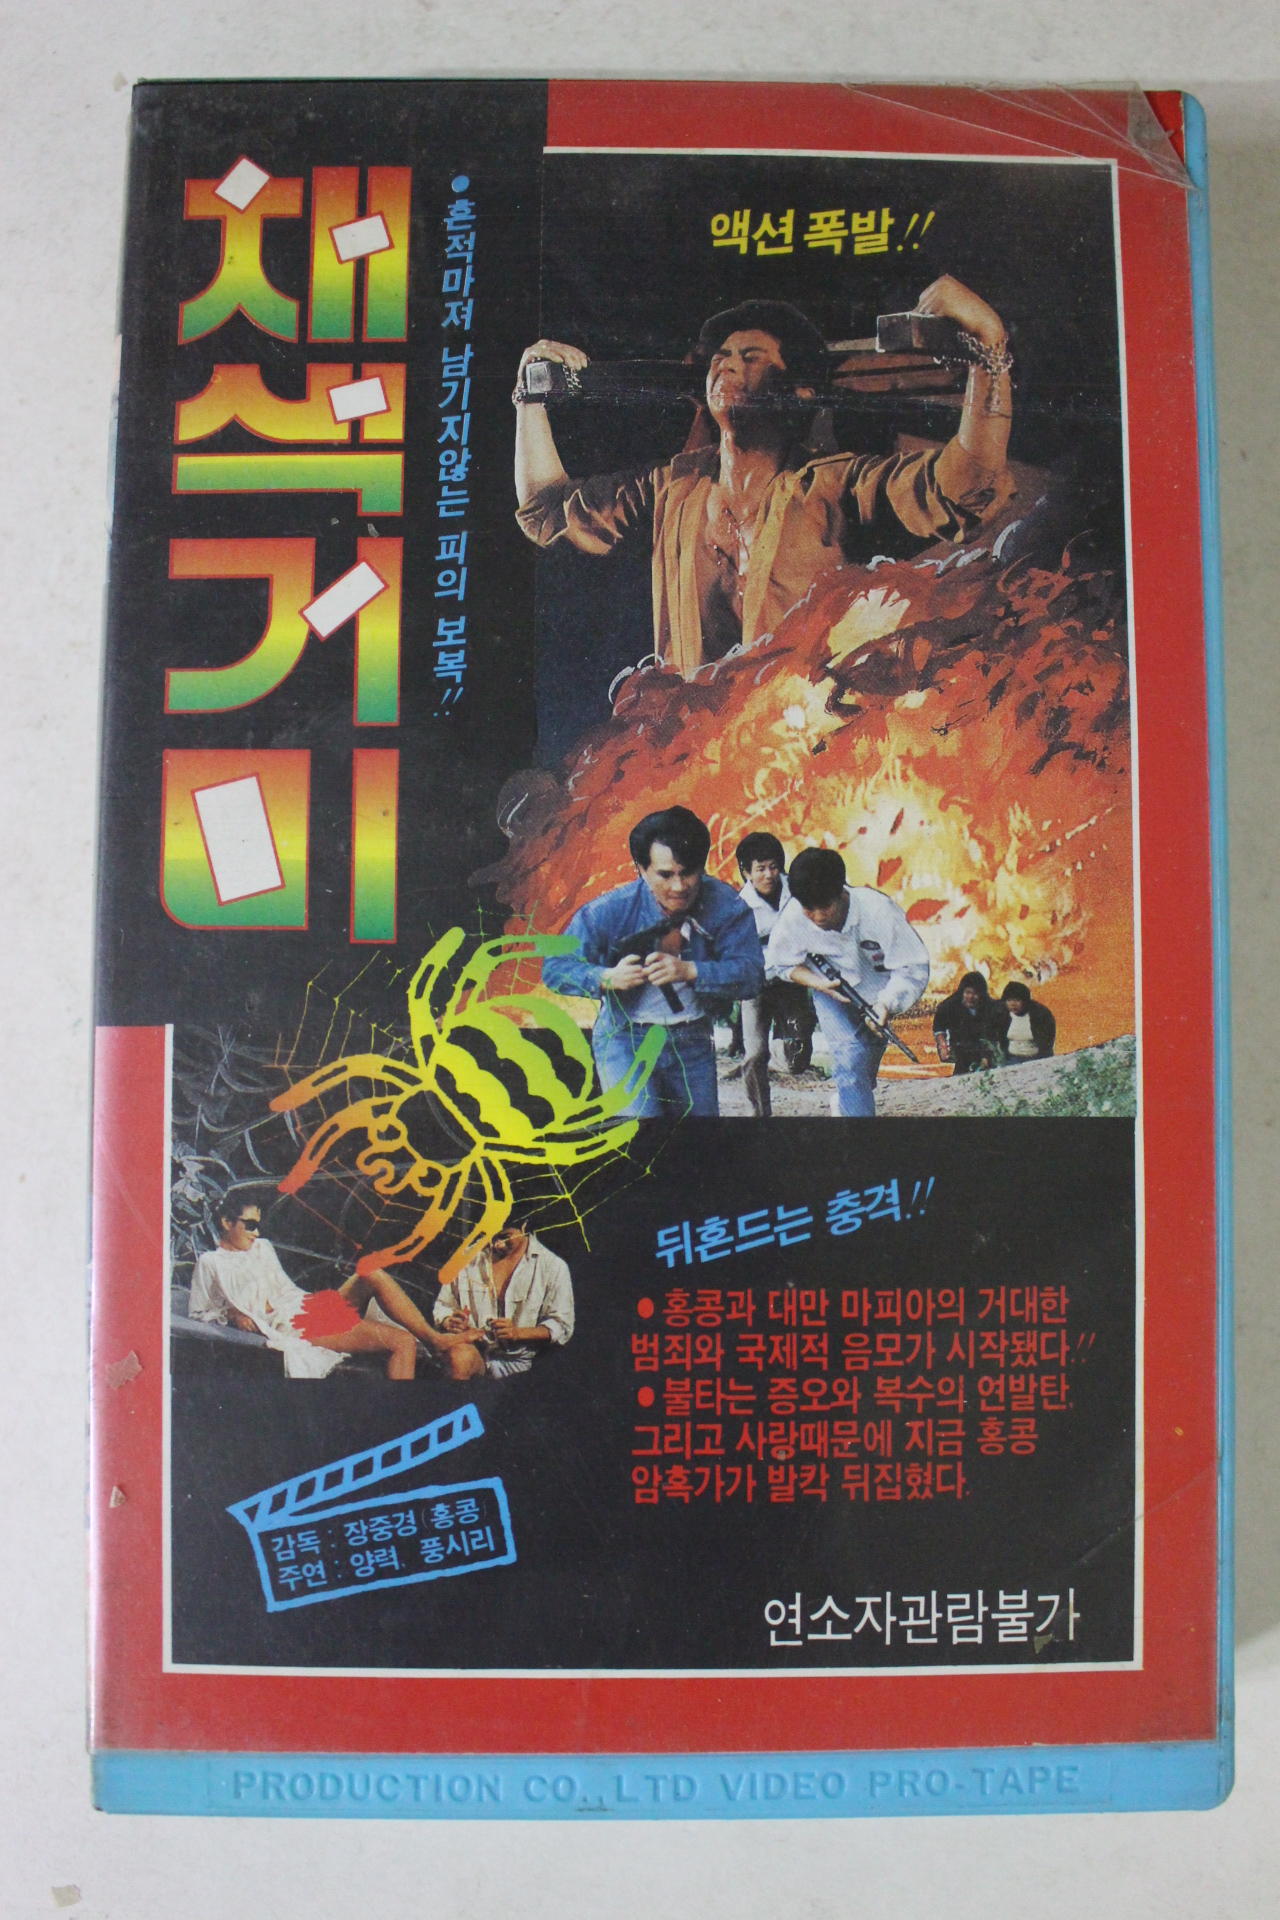 채색거미
• 흔적마져 남기지않는 피의 보복!!
액션 폭발!!
뒤흔드는 충격!!
• 홍콩과 대만 마피아의 거대한
범죄와 국제적 음모가 시작됐다!!
• 불타는 증오와 복수의 연발탄,
그리고 사랑때문에 지금 홍콩
암흑가가 발칵 뒤집혔다.
감독 : 장중경(홍콩)
주연 : 양력, 풍시리
연소자관람불가
PRODUCTION CO.,LTD VIDEO PRO-TAPE